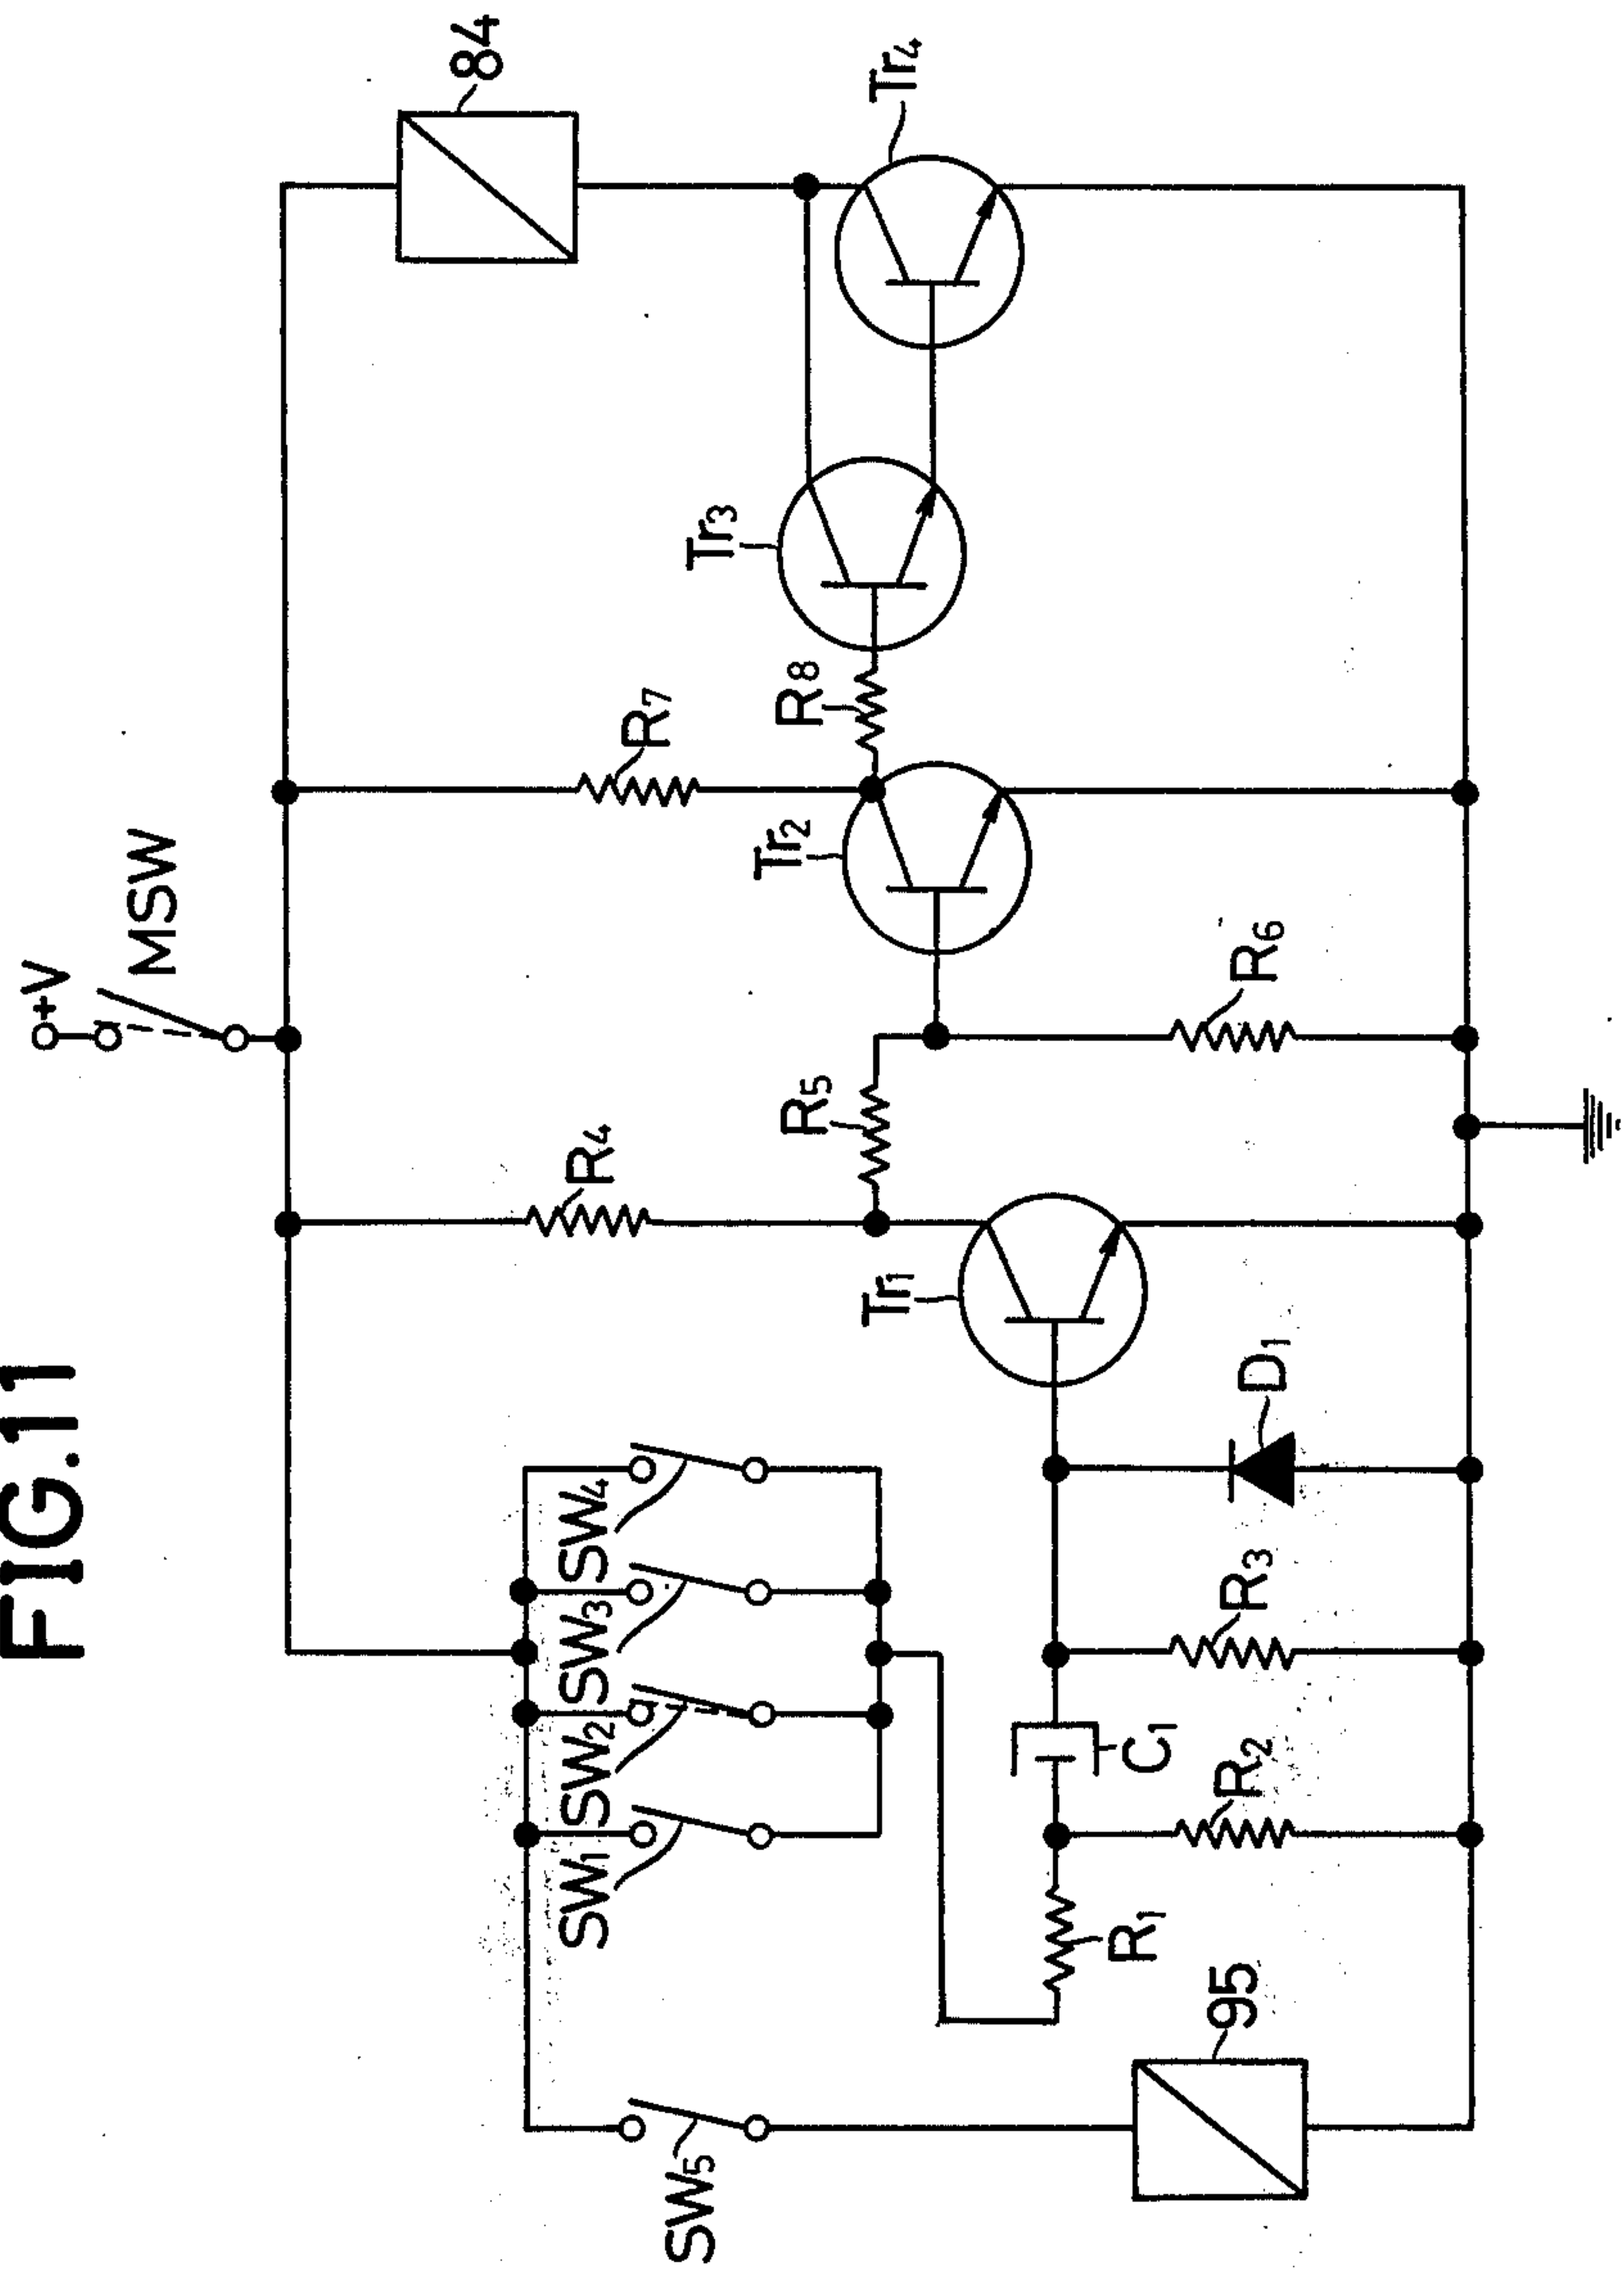 FIG.11
+V
MSW
84
SW5
SW1
SW2
SW3
SW4
R4
R7
Tr3
Tr4
R8
Tr2
R5
Tr1
95
R1
C1
R2
R3
D1
R6